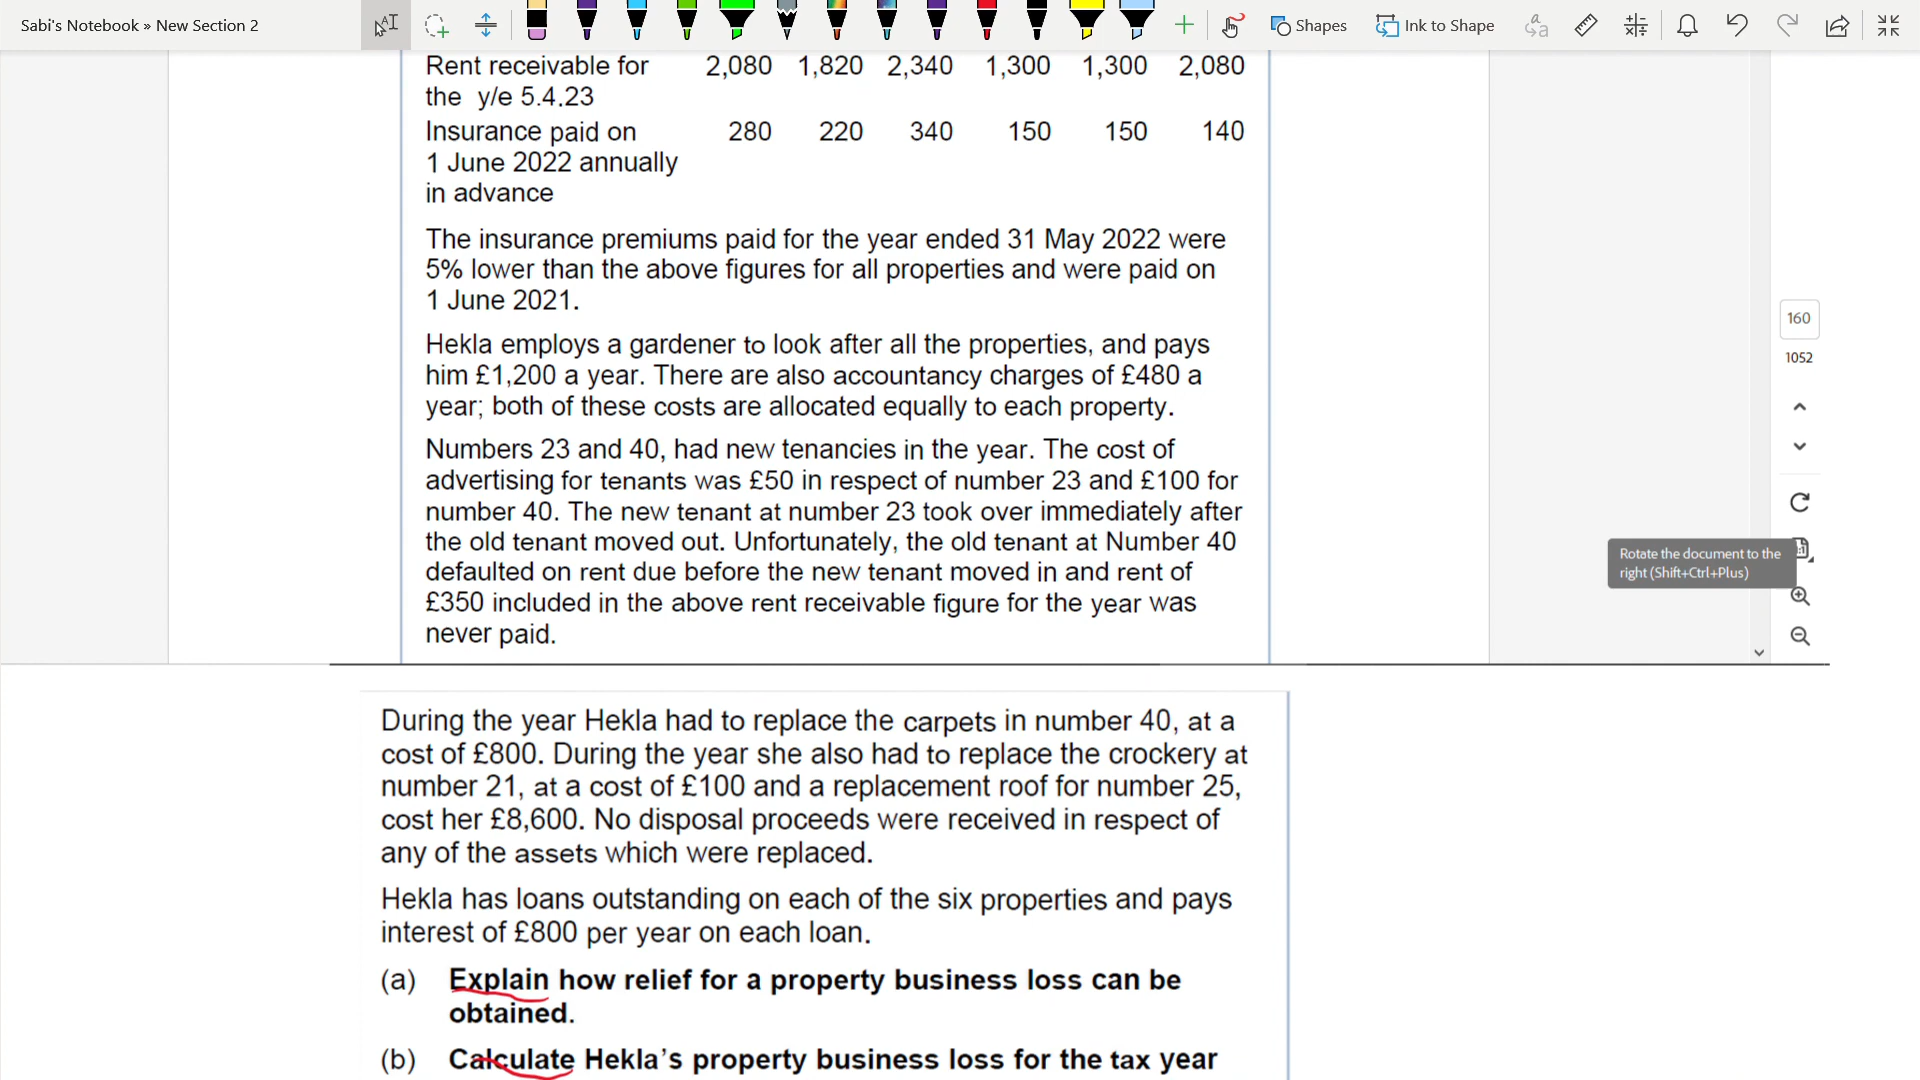 Sabi's Notebook » New Section 2
Shapes
Ink to Shape
Rent receivable for 2,080 1,820 2,340 1,300 1,300 2,080
the y/e 5.4.23
Insurance paid on 280 220 340 150 150 140
1 June 2022 annually
in advance
The insurance premiums paid for the year ended 31 May 2022 were
5% lower than the above figures for all properties and were paid on
1 June 2021.
Hekla employs a gardener to look after all the properties, and pays
him £1,200 a year. There are also accountancy charges of £480 a
year; both of these costs are allocated equally to each property.
Numbers 23 and 40, had new tenancies in the year. The cost of
advertising for tenants was £50 in respect of number 23 and £100 for
number 40. The new tenant at number 23 took over immediately after
the old tenant moved out. Unfortunately, the old tenant at Number 40
defaulted on rent due before the new tenant moved in and rent of
£350 included in the above rent receivable figure for the year was
never paid.
160
1052
Rotate the document to the
right (Shift+Ctrl+Plus)
During the year Hekla had to replace the carpets in number 40, at a
cost of £800. During the year she also had to replace the crockery at
number 21, at a cost of £100 and a replacement roof for number 25,
cost her £8,600. No disposal proceeds were received in respect of
any of the assets which were replaced.
Hekla has loans outstanding on each of the six properties and pays
interest of £800 per year on each loan.
(a) Explain how relief for a property business loss can be
obtained.
(b) Calculate Hekla's property business loss for the tax year